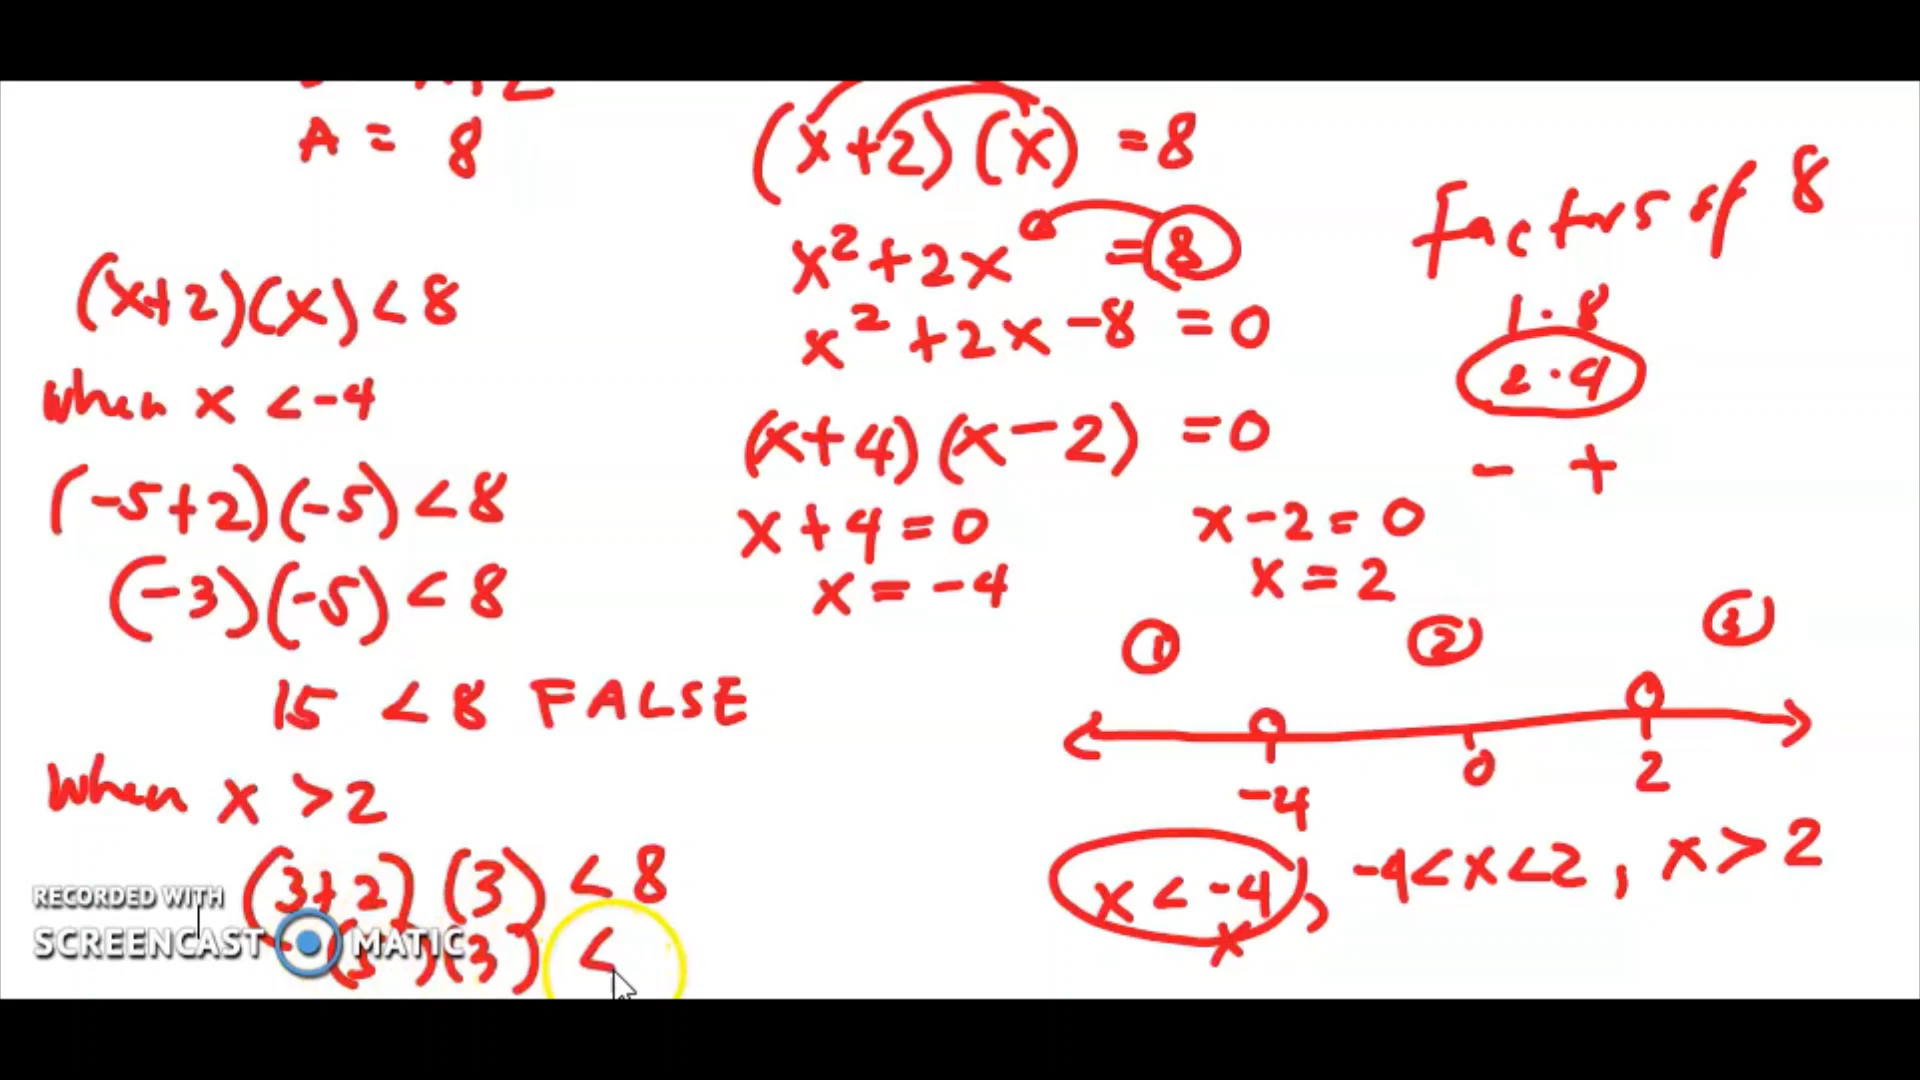 A = 8
(x+2)(x) < 8
When x < -4
(-5+2)(-5) < 8
(-3)(-5) < 8
15 < 8 FALSE
When x > 2
(3+2)(3) < 8
(5)(3) <
(x+2)(x) = 8
x² + 2x = 8
x² + 2x - 8 = 0
(x+4)(x-2) = 0
x + 4 = 0
x = -4
x - 2 = 0
x = 2
Factors of 8
1 · 8
2 · 4
- +
1 2 3
-4 0 2
x < -4, -4 < x < 2, x > 2
x
RECORDED WITH
SCREENCAST MATIC